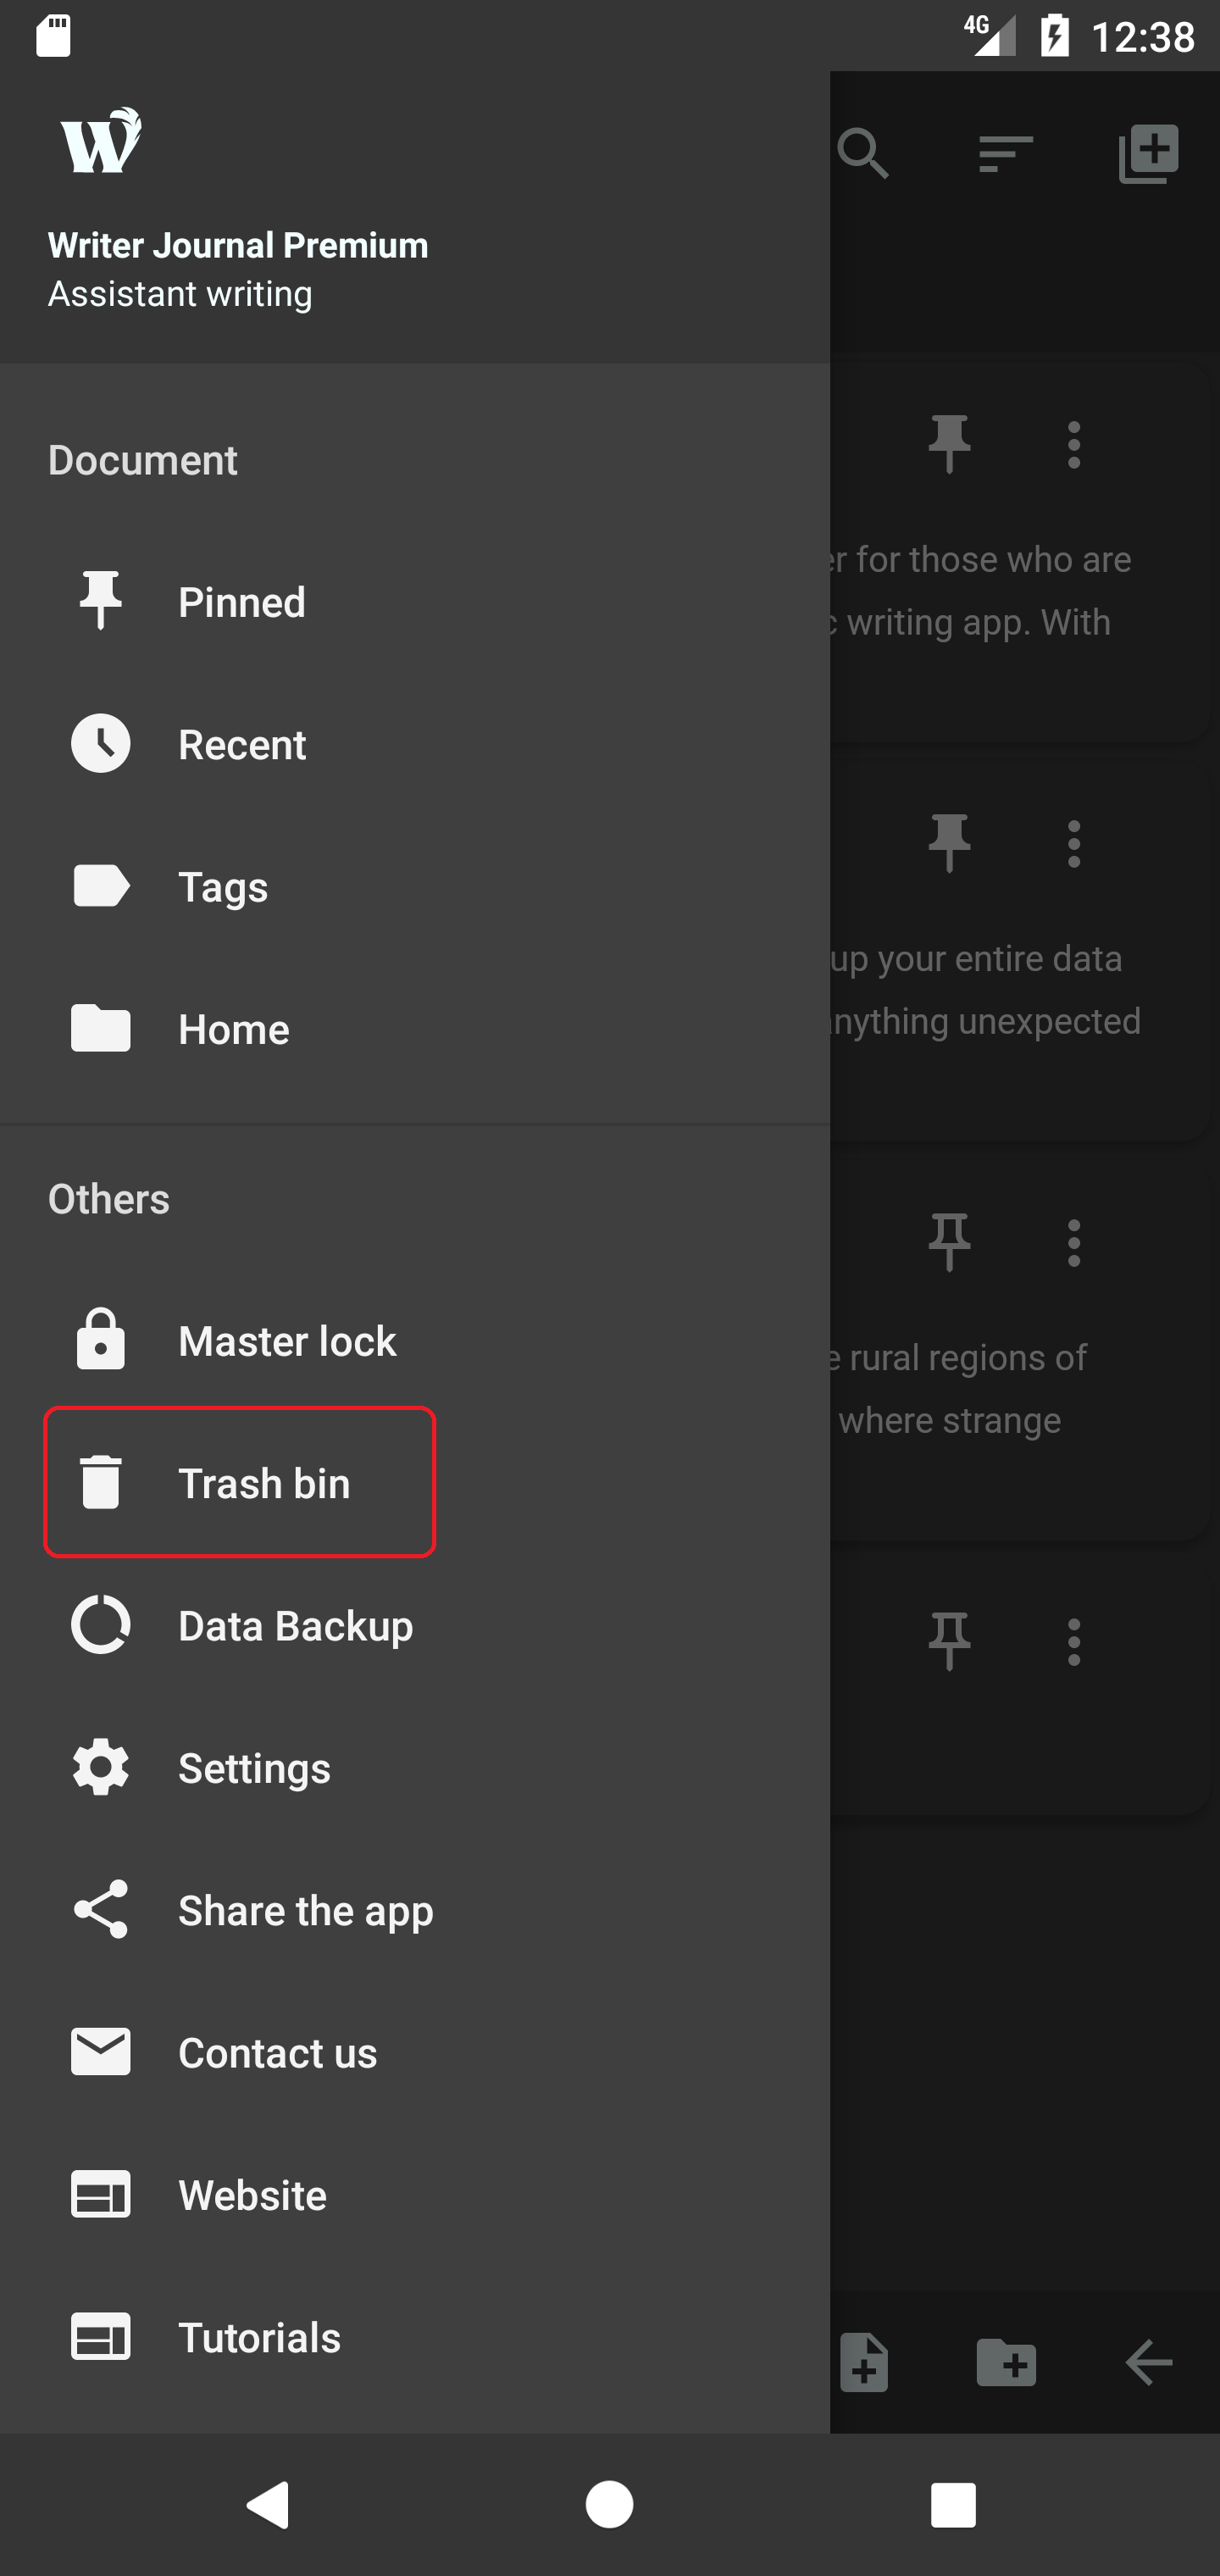 4G 12:38
W
Writer Journal Premium
Assistant writing
Document
Pinned
Recent
Tags
Home
Others
Master lock
Trash bin
Data Backup
Settings
Share the app
Contact us
Website
Tutorials
for those who are
writing app. With
up your entire data
unexpected
rural regions of
where strange